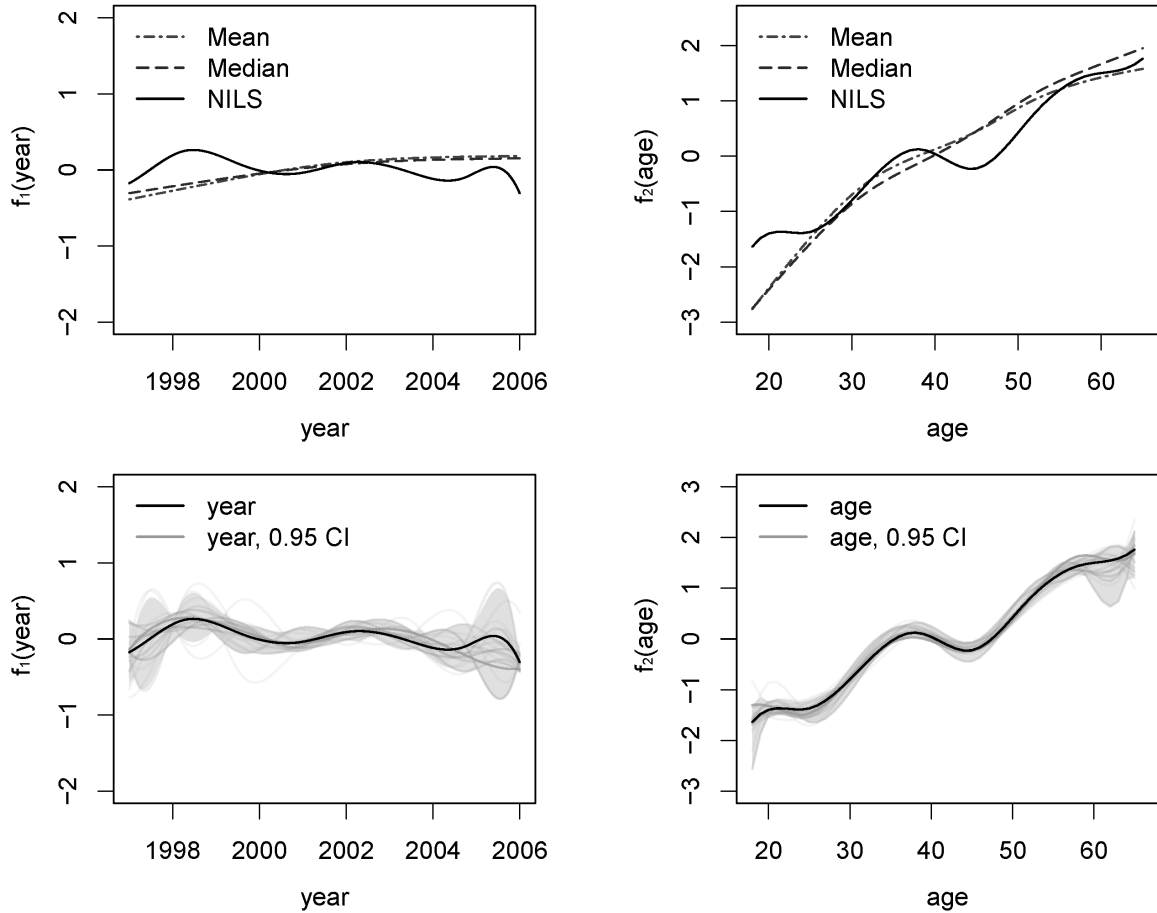 Mean
Median
NILS
2
1
0
−1
−2
f1(year)
1998 2000 2002 2004 2006
year
Mean
Median
NILS
2
1
0
−1
−2
−3
f2(age)
20 30 40 50 60
age
year
year, 0.95 CI
2
1
0
−1
−2
f1(year)
1998 2000 2002 2004 2006
year
age
age, 0.95 CI
3
2
1
0
−1
−2
−3
f2(age)
20 30 40 50 60
age